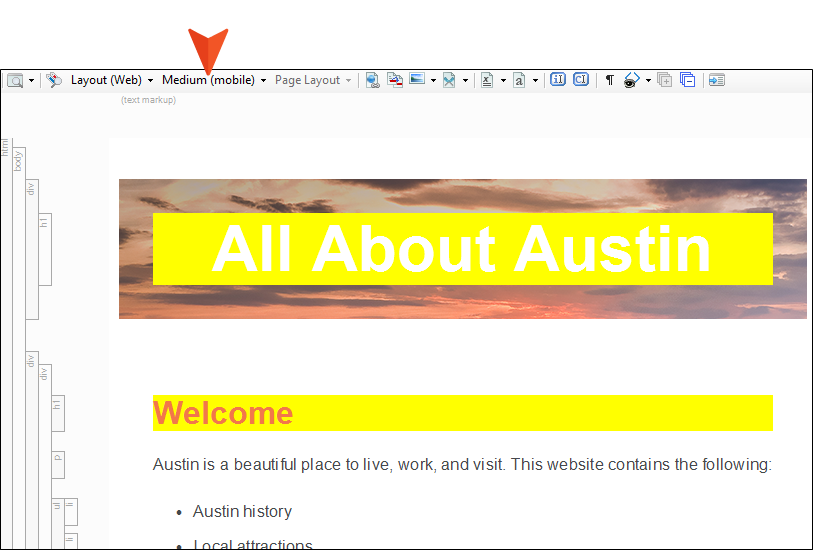 Layout (Web) Medium (mobile) Page Layout
(text markup)
html
body
div
h1
All About Austin
div
div
h1
Welcome
p
Austin is a beautiful place to live, work, and visit. This website contains the following:
ul
li
• Austin history
li
• Local attractions